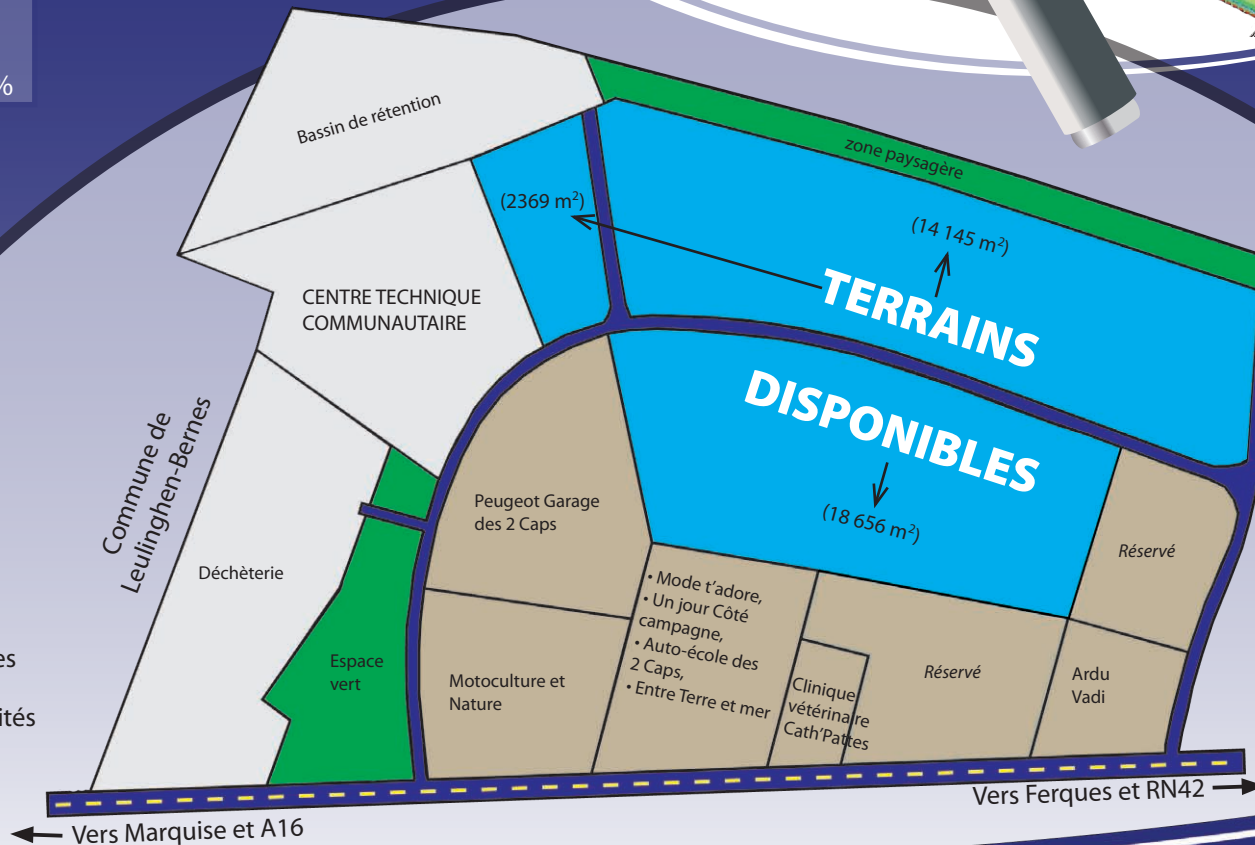 %
Bassin de rétention
zone paysagère
(2369 m²)
(14 145 m²)
CENTRE TECHNIQUE
COMMUNAUTAIRE
TERRAINS
DISPONIBLES
(18 656 m²)
Commune de
Leulinghen-Bernes
Peugeot Garage
des 2 Caps
Réservé
Déchèterie
• Mode t'adore,
• Un jour Côté
campagne,
• Auto-école des
2 Caps,
• Entre Terre et mer
es
Espace
vert
Motoculture et
Nature
Clinique
vétérinaire
Cath'Pattes
Réservé
Ardu
Vadi
ités
Vers Ferques et RN42
Vers Marquise et A16